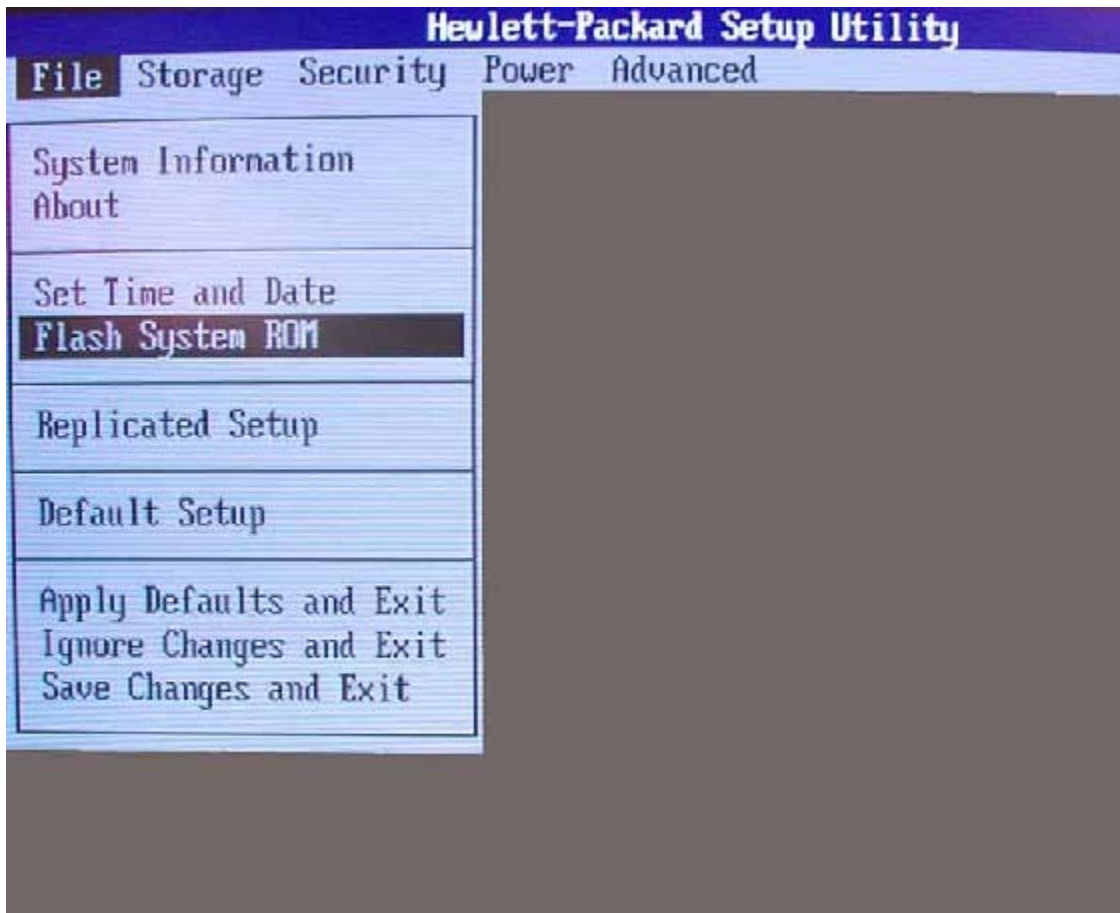 Hewlett-Packard Setup Utility
File Storage Security Power Advanced
System Information
About
Set Time and Date
Flash System ROM
Replicated Setup
Default Setup
Apply Defaults and Exit
Ignore Changes and Exit
Save Changes and Exit